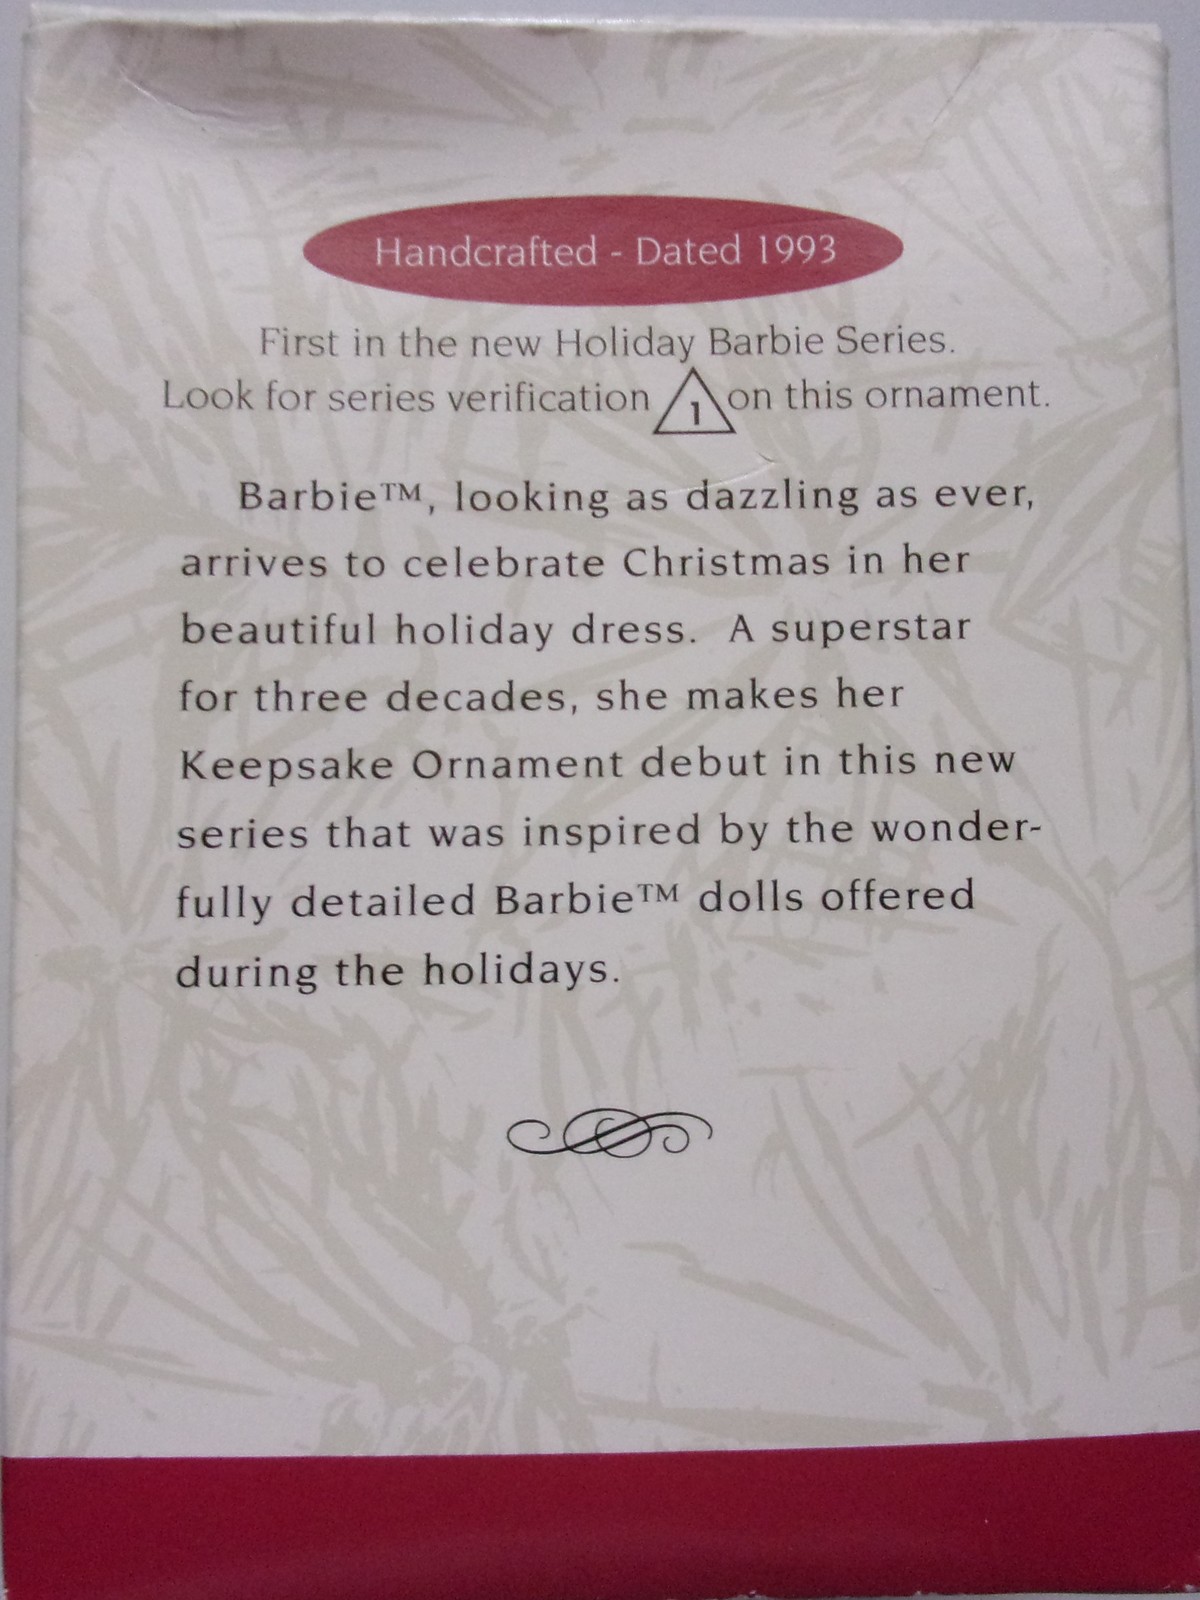 Handcrafted - Dated 1993
First in the new Holiday Barbie Series.
Look for series verification 1 on this ornament.
Barbie™, looking as dazzling as ever,
arrives to celebrate Christmas in her
beautiful holiday dress. A superstar
for three decades, she makes her
Keepsake Ornament debut in this new
series that was inspired by the wonder-
fully detailed Barbie™ dolls offered
during the holidays.